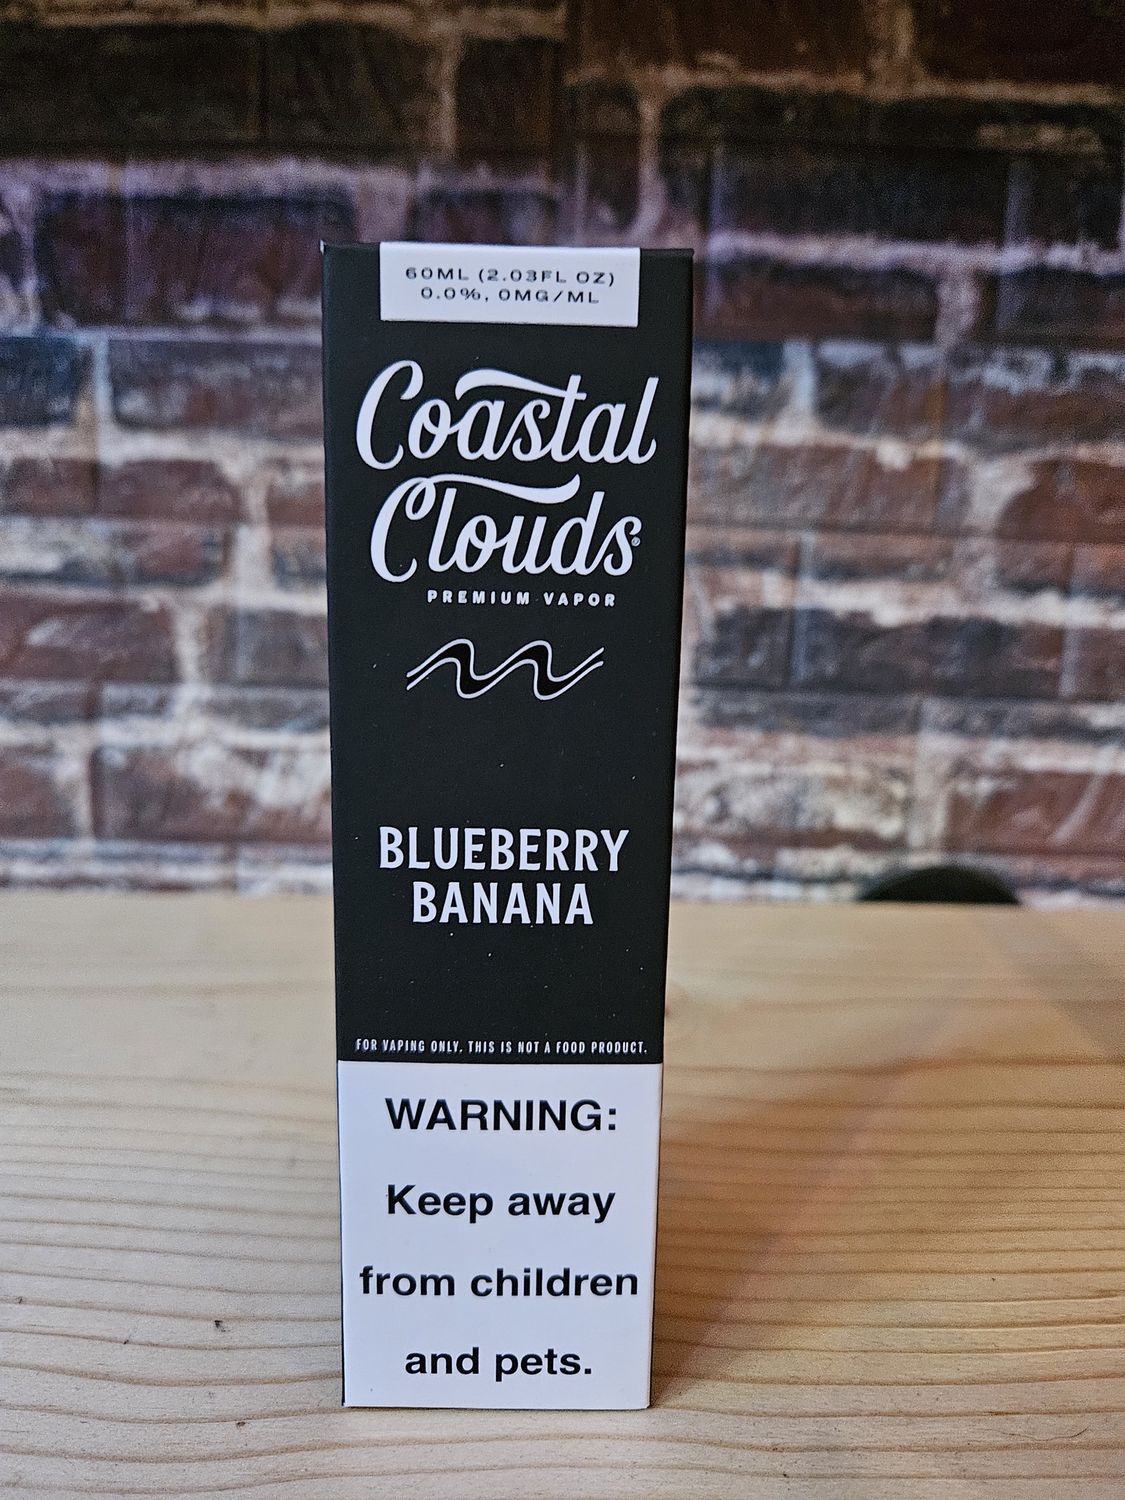 60ML (2.03FL OZ)
0.0%, 0MG/ML
Coastal
Clouds®
PREMIUM VAPOR
BLUEBERRY
BANANA
FOR VAPING ONLY. THIS IS NOT A FOOD PRODUCT.
WARNING:
Keep away
from children
and pets.